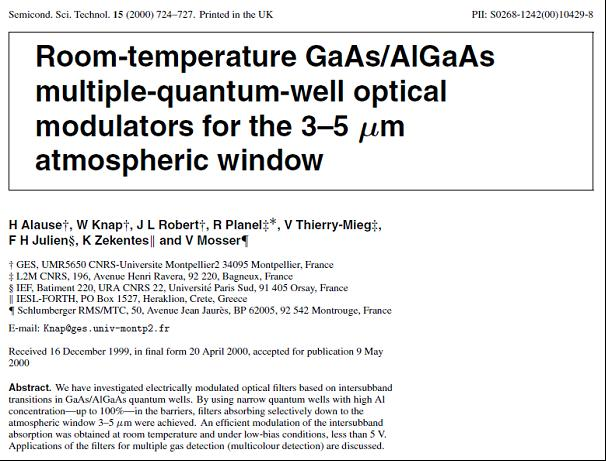 Semicond. Sci. Technol. 15 (2000) 724–727. Printed in the UK PII: S0268-1242(00)10429-8
Room-temperature GaAs/AlGaAs
multiple-quantum-well optical
modulators for the 3–5 μm
atmospheric window
H Alause†, W Knap†, J L Robert†, R Planel‡*, V Thierry-Mieg‡,
F H Julien§, K Zekentes‖ and V Mosser¶
† GES, UMR5650 CNRS-Universite Montpellier2 34095 Montpellier, France
‡ L2M CNRS, 196, Avenue Henri Ravera, 92 220, Bagneux, France
§ IEF, Batiment 220, URA CNRS 22, Université Paris Sud, 91 405 Orsay, France
‖ IESL-FORTH, PO Box 1527, Heraklion, Crete, Greece
¶ Schlumberger RMS/MTC, 50, Avenue Jean Jaurès, BP 62005, 92 542 Montrouge, France
E-mail: Knap@ges.univ-montp2.fr
Received 16 December 1999, in final form 20 April 2000, accepted for publication 9 May
2000
Abstract. We have investigated electrically modulated optical filters based on intersubband
transitions in GaAs/AlGaAs quantum wells. By using narrow quantum wells with high Al
concentration—up to 100%—in the barriers, filters absorbing selectively down to the
atmospheric window 3–5 μm were achieved. An efficient modulation of the intersubband
absorption was obtained at room temperature and under low-bias conditions, less than 5 V.
Applications of the filters for multiple gas detection (multicolour detection) are discussed.